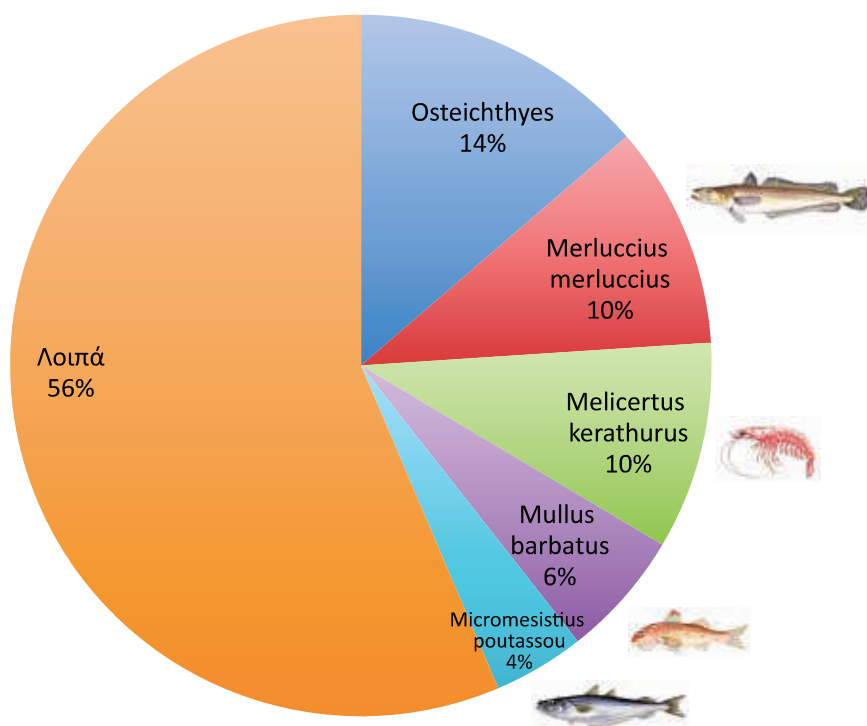 Osteichthyes
14%
Merluccius
merluccius
10%
Melicertus
kerathurus
10%
Mullus
barbatus
6%
Micromesistius
poutassou
4%
Λοιπά
56%